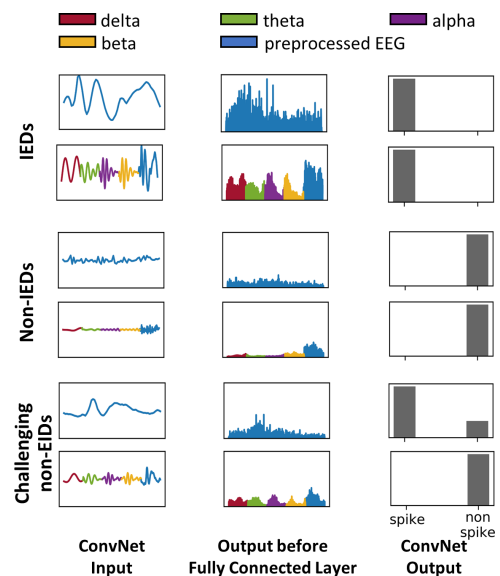 delta
theta
alpha
beta
preprocessed EEG
IEDs
Non-IEDs
Challenging
non-EIDs
spike
non
spike
ConvNet
Input
Output before
Fully Connected Layer
ConvNet
Output